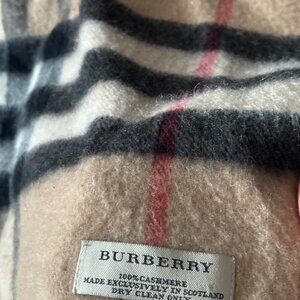 BURBERRY
100% CASHMERE
MADE EXCLUSIVELY IN SCOTLAND
DRY CLEAN ONLY